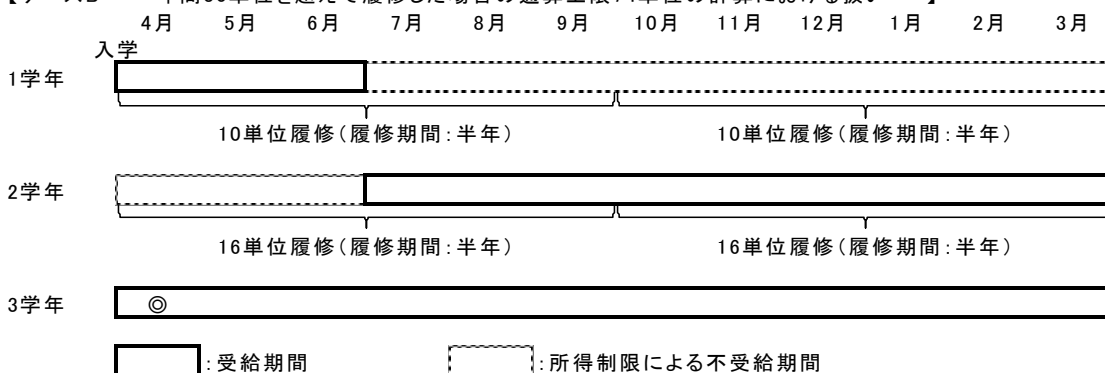 4月 5月 6月 7月 8月 9月 10月 11月 12月 1月 2月 3月
入学
1学年
10単位履修(履修期間:半年) 10単位履修(履修期間:半年)
2学年
16単位履修(履修期間:半年) 16単位履修(履修期間:半年)
3学年 ◎
:受給期間 :所得制限による不受給期間